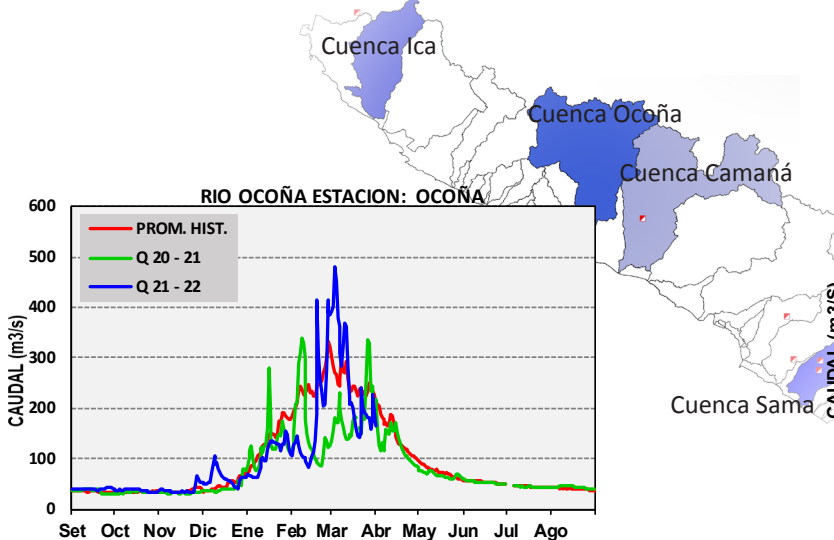 Cuenca Ica
Cuenca Ocoña
Cuenca Camaná
Cuenca Sama
RIO OCOÑA ESTACION: OCOÑA
PROM. HIST.
Q 20 - 21
Q 21 - 22
CAUDAL (m3/s)
600
500
400
300
200
100
0
Set Oct Nov Dic Ene Feb Mar Abr May Jun Jul Ago
CAUDAL (m3/S)